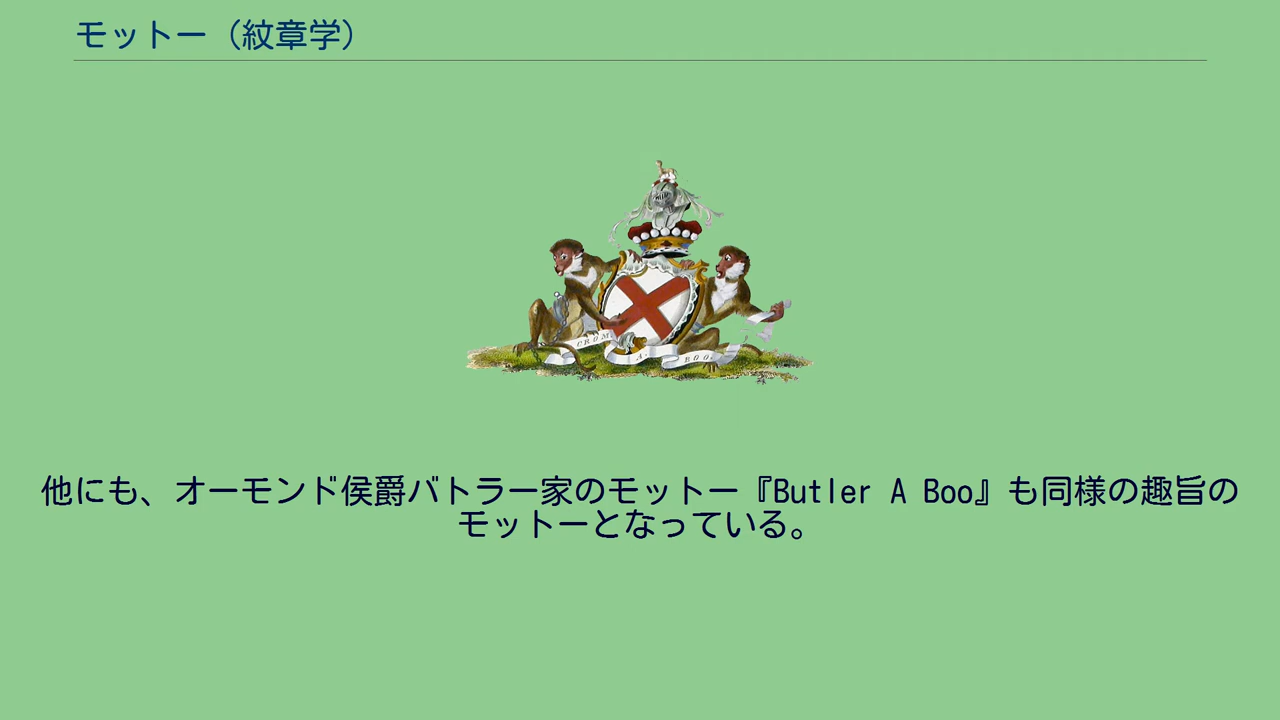 モットー（紋章学）
CROM
A
BOO
他にも、オーモンド侯爵バトラー家のモットー『Butler A Boo』も同様の趣旨の
モットーとなっている。